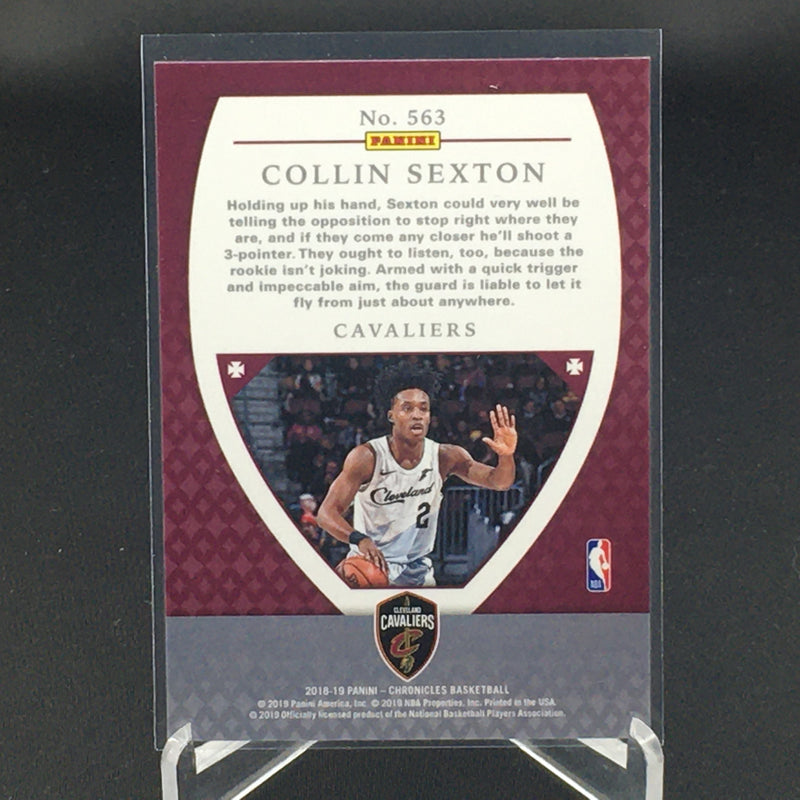 No. 563
PANINI
COLLIN SEXTON
Holding up his hand, Sexton could very well be
telling the opposition to stop right where they
are, and if they come any closer he'll shoot a
3-pointer. They ought to listen, too, because the
rookie isn't joking. Armed with a quick trigger
and impeccable aim, the guard is liable to let it
fly from just about anywhere.
CAVALIERS
Cleveland
2
NBA
CLEVELAND
CAVALIERS
C
2018-19 PANINI – CHRONICLES BASKETBALL
© 2019 Panini America, Inc. © 2019 NBA Properties, Inc. Printed in the USA.
© 2019 Officially licensed product of the National Basketball Players Association.